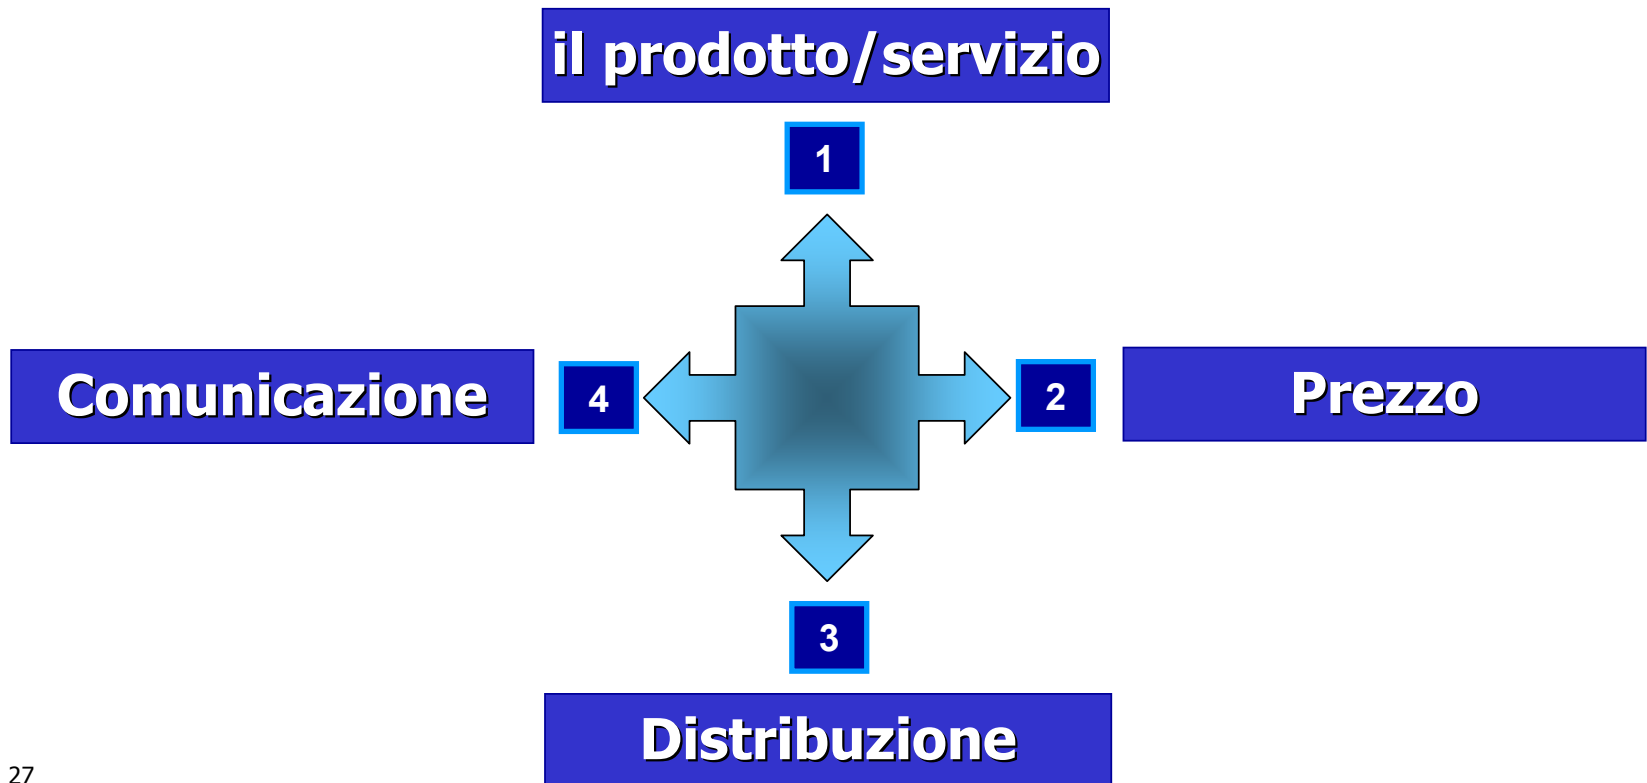 il prodotto/servizio
1
Comunicazione
4
2
Prezzo
3
Distribuzione
27